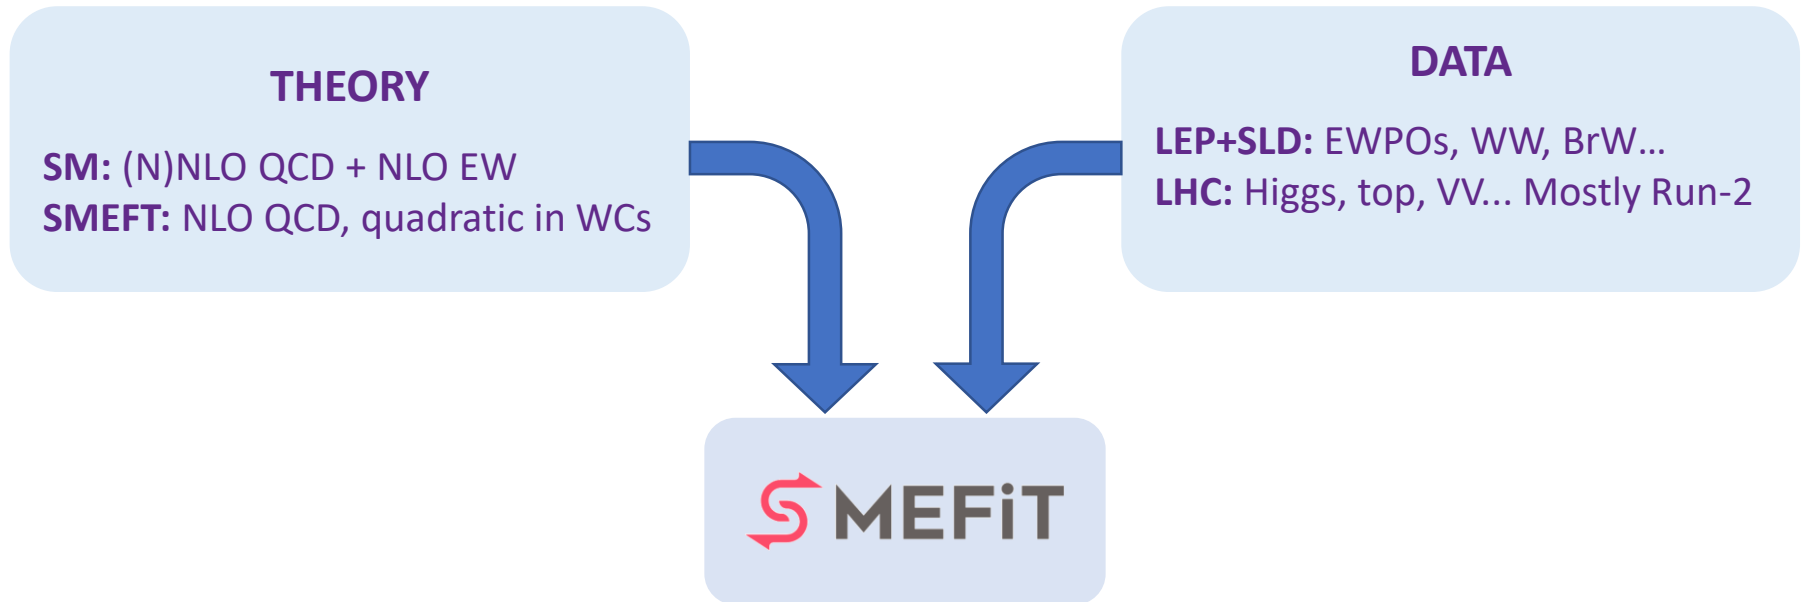 THEORY
SM: (N)NLO QCD + NLO EW
SMEFT: NLO QCD, quadratic in WCs
DATA
LEP+SLD: EWPOs, WW, BrW...
LHC: Higgs, top, VV... Mostly Run-2
SMEFiT